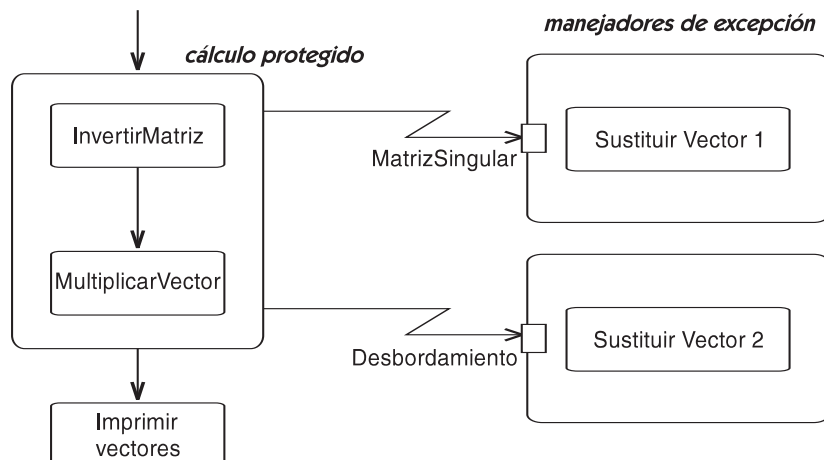 cálculo protegido
manejadores de excepción
InvertirMatriz
MatrizSingular
Sustituir Vector 1
MultiplicarVector
Desbordamiento
Sustituir Vector 2
Imprimir
vectores